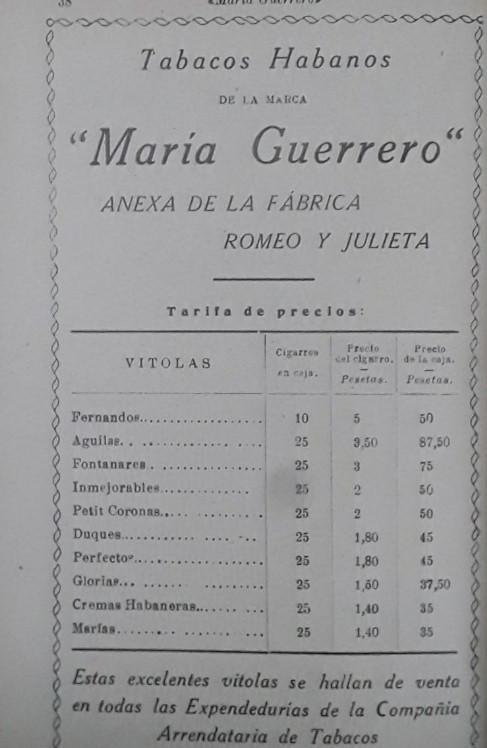 38 «María Guerrero»
Tabacos Habanos
DE LA MARCA
“María Guerrero“
ANEXA DE LA FÁBRICA
ROMEO Y JULIETA
Tarifa de precios:
VITOLAS Cigarros en caja. Precio del cigarro. — Pesetas. Precio de la caja. — Pesetas.
Fernandos.................. 10 5 50
Aguilas. . .................. 25 3,50 87,50
Fontanares. ................ 25 3 75
Inmejorables............. 25 2 50
Petit Coronas.... ............. 25 2 50
Duques.............. ... -.. 25 1,80 45
Perfectos.................. 25 1,80 45
Glorias... ...... ......... 25 1,50 37,50
Cremas Habaneras...... ... 25 1,40 35
Marías.................... 25 1,40 35
Estas excelentes vitolas se hallan de venta
en todas las Expendedurías de la Compañia
Arrendataria de Tabacos